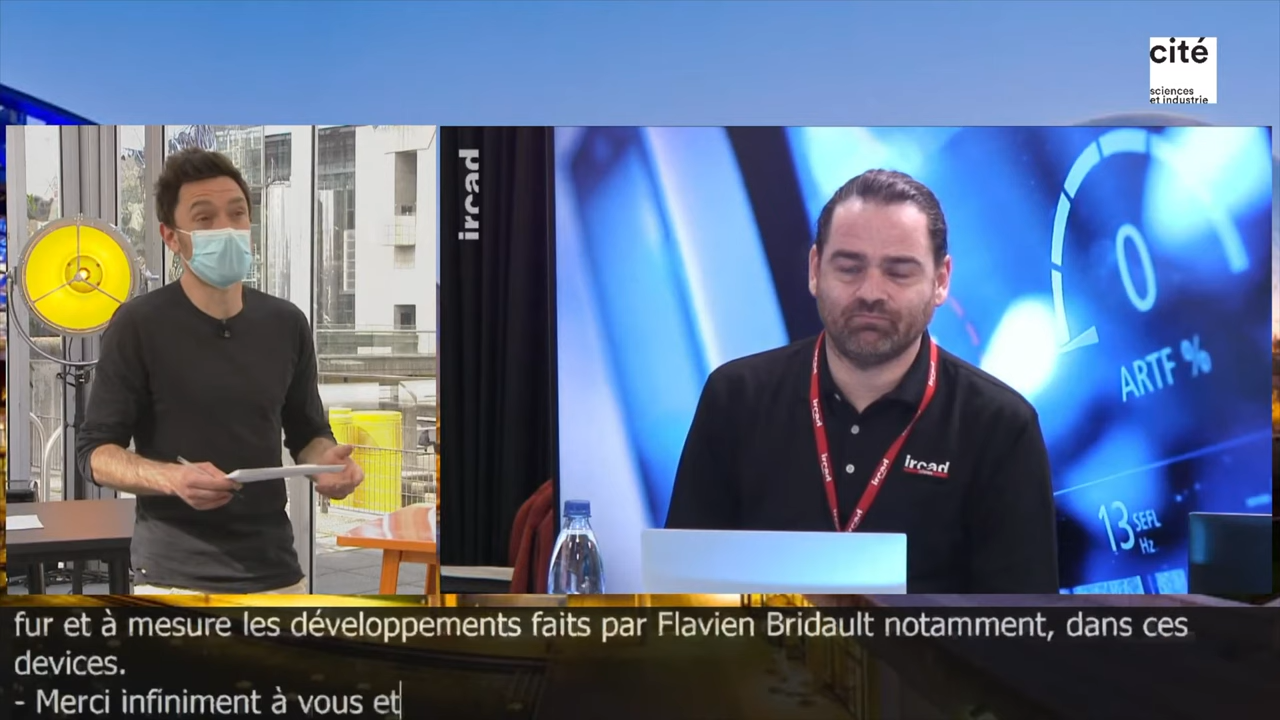 cité
sciences
et industrie
ircad
0
ARTF %
ircad
13 SEFL
Hz
fur et à mesure les développements faits par Flavien Bridault notamment, dans ces
devices.
- Merci infiniment à vous et